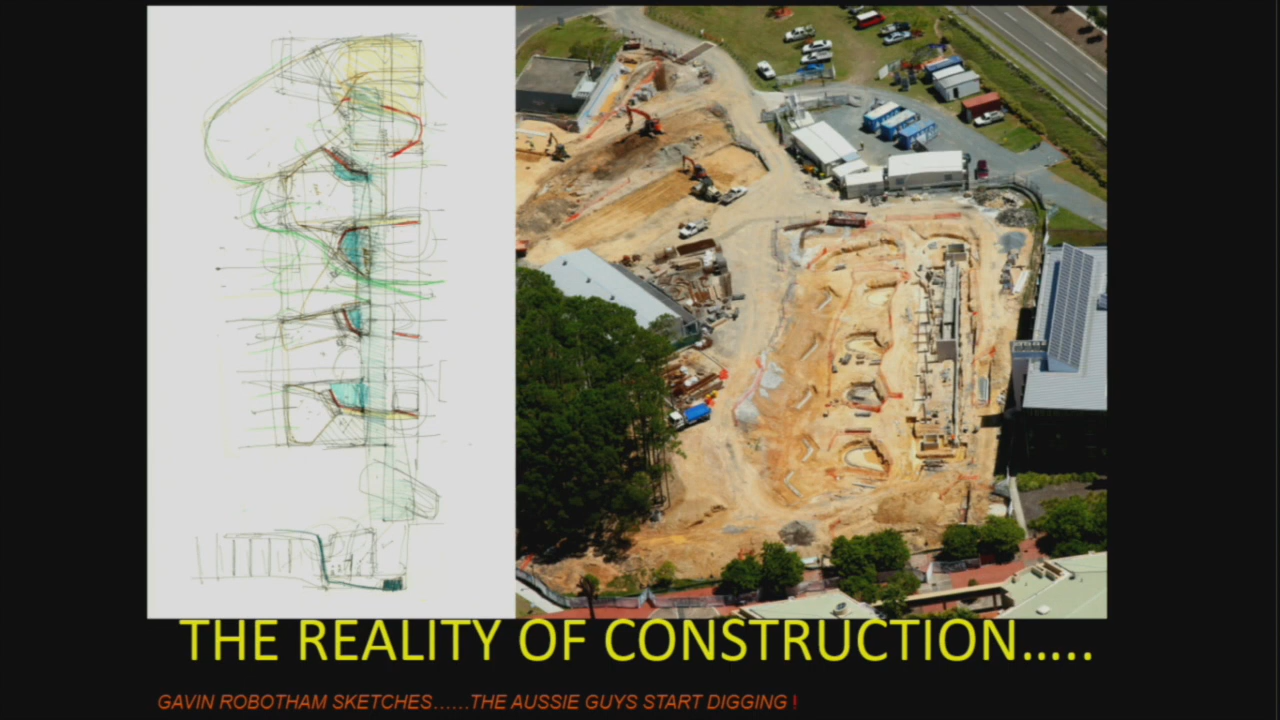 THE REALITY OF CONSTRUCTION.....
GAVIN ROBOTHAM SKETCHES......THE AUSSIE GUYS START DIGGING !